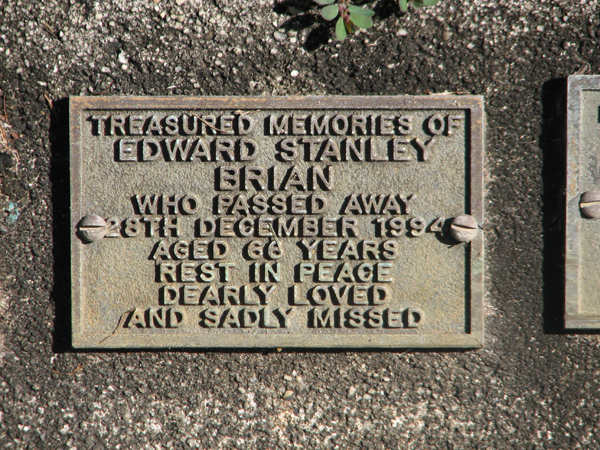 TREASURED MEMORIES OF
EDWARD STANLEY
BRIAN
WHO PASSED AWAY
28TH DECEMBER 1994
AGED 66 YEARS
REST IN PEACE
DEARLY LOVED
AND SADLY MISSED